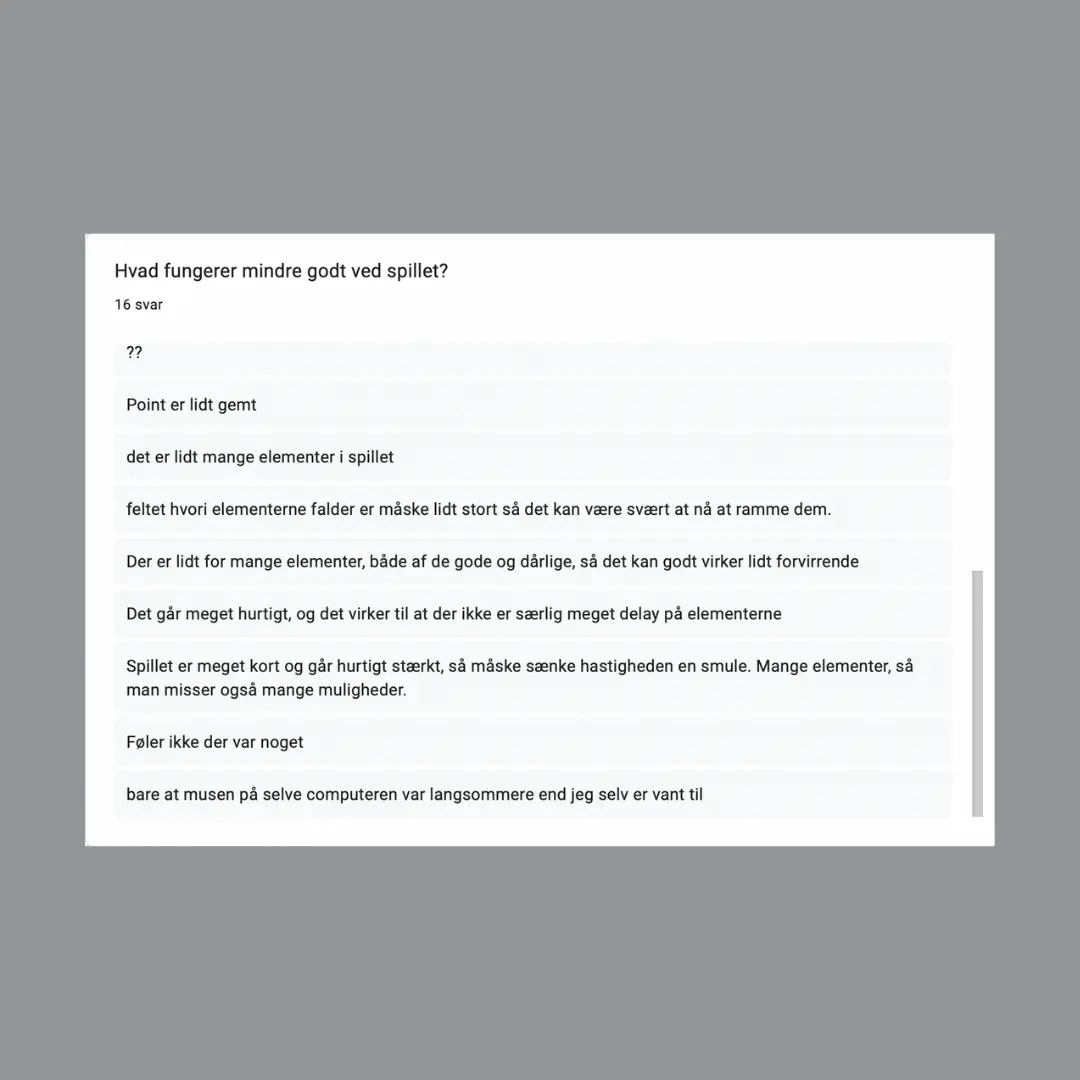 Hvad fungerer mindre godt ved spillet?
16 svar
??
Point er lidt gemt
det er lidt mange elementer i spillet
feltet hvori elementerne falder er måske lidt stort så det kan være svært at nå at ramme dem.
Der er lidt for mange elementer, både af de gode og dårlige, så det kan godt virker lidt forvirrende
Det går meget hurtigt, og det virker til at der ikke er særlig meget delay på elementerne
Spillet er meget kort og går hurtigt stærkt, så måske sænke hastigheden en smule. Mange elementer, så
man misser også mange muligheder.
Føler ikke der var noget
bare at musen på selve computeren var langsommere end jeg selv er vant til